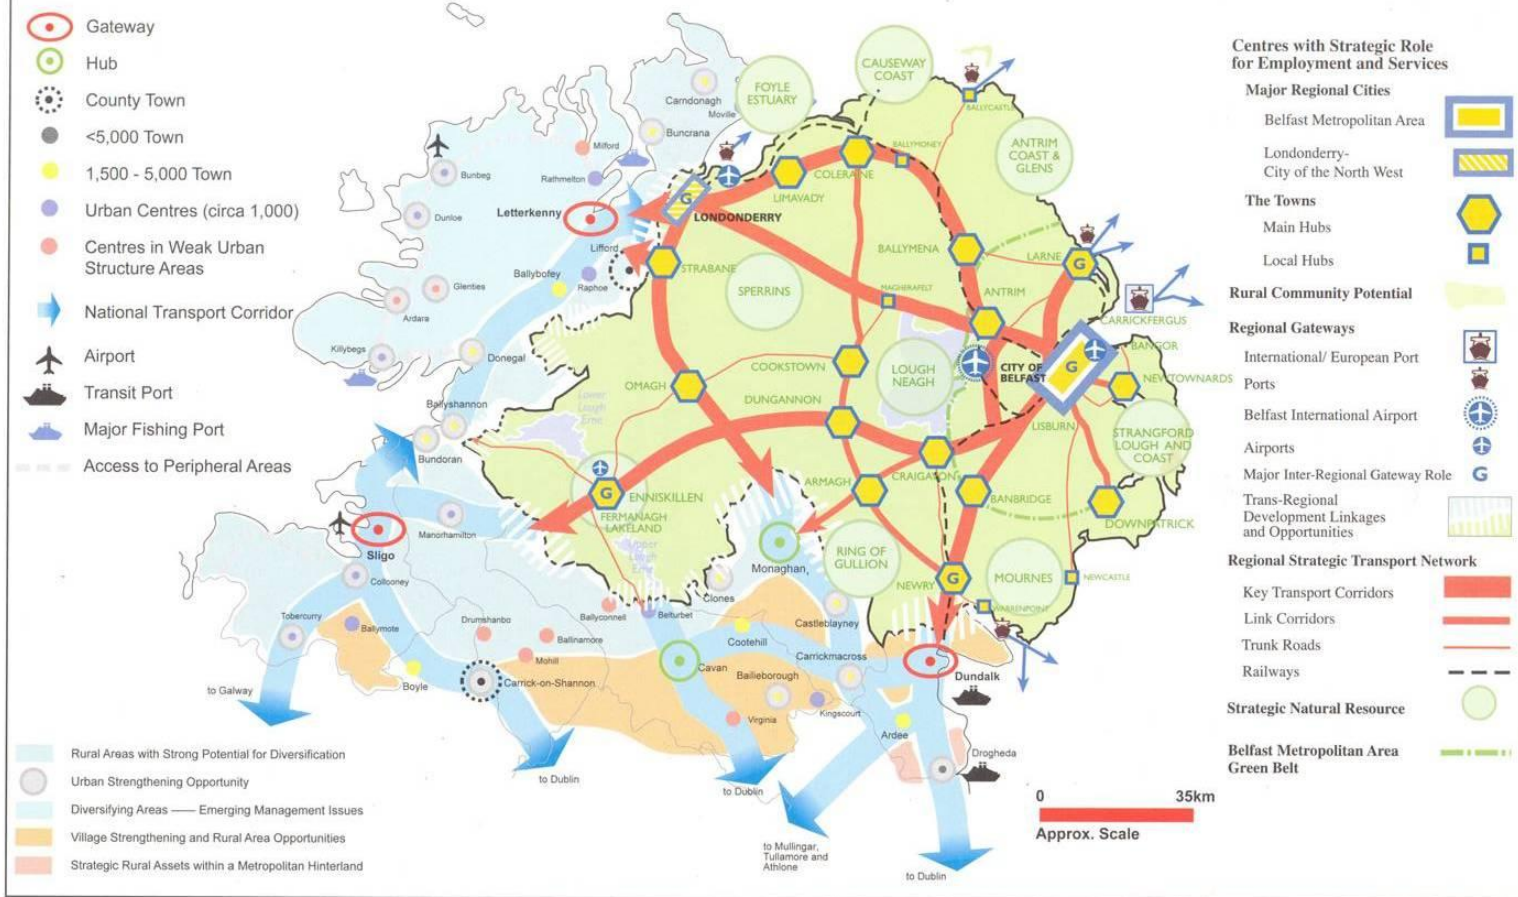 Gateway
Hub
County Town
<5,000 Town
1,500 - 5,000 Town
Urban Centres (circa 1,000)
Centres in Weak Urban
Structure Areas
National Transport Corridor
Airport
Transit Port
Major Fishing Port
Access to Peripheral Areas
Rural Areas with Strong Potential for Diversification
Urban Strengthening Opportunity
Diversifying Areas —— Emerging Management Issues
Village Strengthening and Rural Area Opportunities
Strategic Rural Assets within a Metropolitan Hinterland
Carndonagh
Moville
Buncrana
Milford
Rathmelton
Bunbeg
Dunloe
Letterkenny
Lifford
Ballybofey
Raphoe
Glenties
Ardara
Killybegs
Donegal
Ballyshannon
Bundoran
Manorhamilton
Sligo
Collooney
Tobercurry
Ballymote
Boyle
to Galway
Drumshanbo
Ballinamore
Mohill
Carrick-on-Shannon
Ballyconnell
Belturbet
to Dublin
Cavan
Cootehill
Clones
Monaghan
Castleblayney
Carrickmacross
Bailieborough
Virginia
Kingscourt
to Dublin
Ardee
Dundalk
Drogheda
to Mullingar,
Tullamore and
Athlone
to Dublin
FOYLE
ESTUARY
CAUSEWAY
COAST
BALLYCASTLE
ANTRIM
COAST &
GLENS
BALLYMONEY
COLERAINE
LIMAVADY
G
LONDONDERRY
STRABANE
SPERRINS
BALLYMENA
LARNE
G
MAGHERAFELT
ANTRIM
CARRICKFERGUS
BANGOR
CITY OF
BELFAST
G
NEWTOWNARDS
COOKSTOWN
LOUGH
NEAGH
OMAGH
DUNGANNON
LISBURN
STRANGFORD
LOUGH AND
COAST
Lower
Lough
Erne
G
ENNISKILLEN
FERMANAGH
LAKELAND
Upper
Lough
Erne
ARMAGH
CRAIGAVON
BANBRIDGE
DOWNPATRICK
RING OF
GULLION
NEWRY
G
MOURNES
NEWCASTLE
WARRENPOINT
0 35km
Approx. Scale
Centres with Strategic Role
for Employment and Services
Major Regional Cities
Belfast Metropolitan Area
Londonderry-
City of the North West
The Towns
Main Hubs
Local Hubs
Rural Community Potential
Regional Gateways
International/ European Port
Ports
Belfast International Airport
Airports
Major Inter-Regional Gateway Role G
Trans-Regional
Development Linkages
and Opportunities
Regional Strategic Transport Network
Key Transport Corridors
Link Corridors
Trunk Roads
Railways
Strategic Natural Resource
Belfast Metropolitan Area
Green Belt